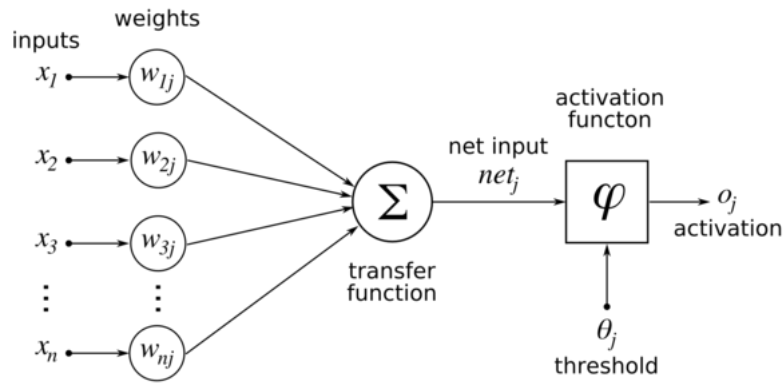 weights
inputs
x1
w1j
x2
w2j
x3
w3j
xn
wnj
Σ
transfer
function
net input
netj
activation
functon
φ
oj
activation
θj
threshold